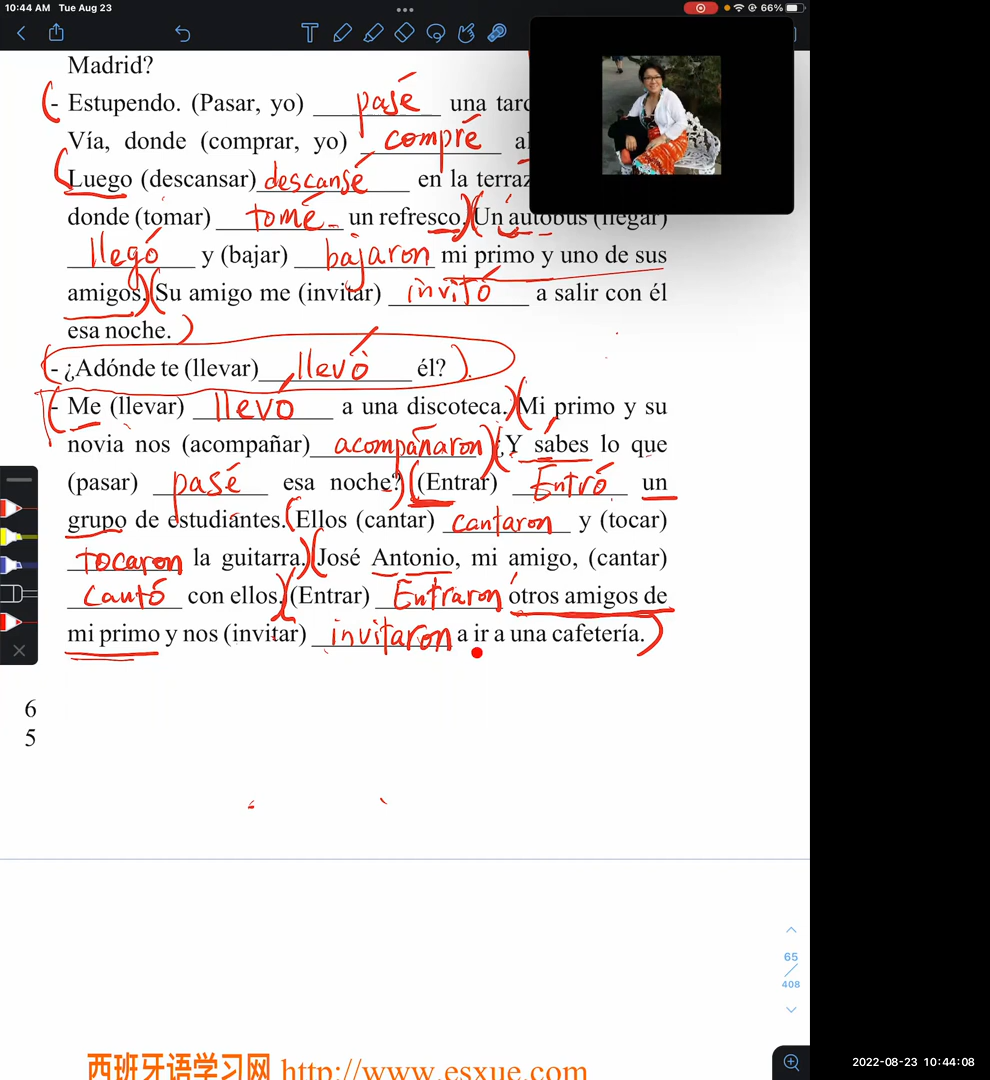 10:44 AM Tue Aug 23
66%
Madrid?
- Estupendo. (Pasar, yo) pasé una tard
Vía, donde (comprar, yo) compré al
Luego (descansar) descansé en la terraz
donde (tomar) tomé un refresco. Un autobús (llegar)
llegó y (bajar) bajaron mi primo y uno de sus
amigos. Su amigo me (invitar) invitó a salir con él
esa noche.
- ¿Adónde te (llevar) llevó él?
- Me (llevar) llevó a una discoteca. Mi primo y su
novia nos (acompañar) acompañaron ¿Y sabes lo que
(pasar) pasé esa noche? (Entrar) Entró un
grupo de estudiantes. Ellos (cantar) cantaron y (tocar)
tocaron la guitarra. José Antonio, mi amigo, (cantar)
cantó con ellos. (Entrar) Entraron otros amigos de
mi primo y nos (invitar) invitaron a ir a una cafetería.
6
5
65
408
西班牙语学习网 http://www.esxue.com
2022-08-23 10:44:08